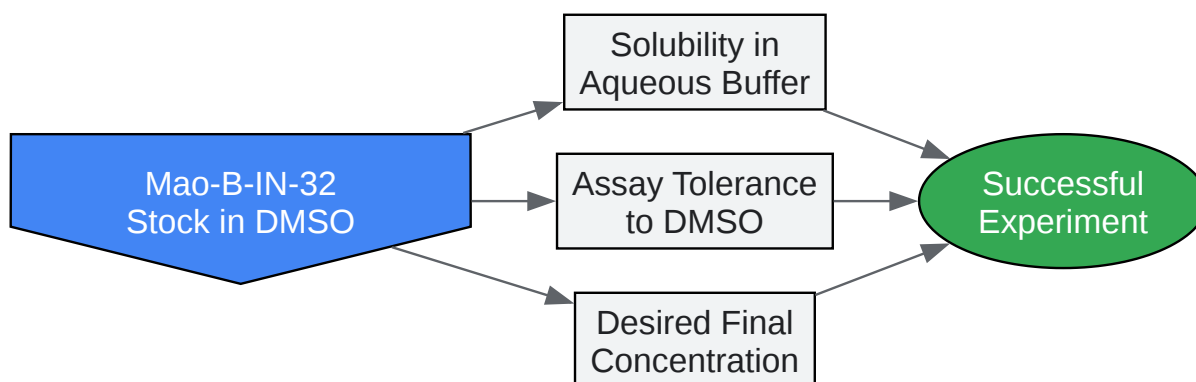 Mao-B-IN-32
Stock in DMSO
Solubility in
Aqueous Buffer
Assay Tolerance
to DMSO
Desired Final
Concentration
Successful
Experiment